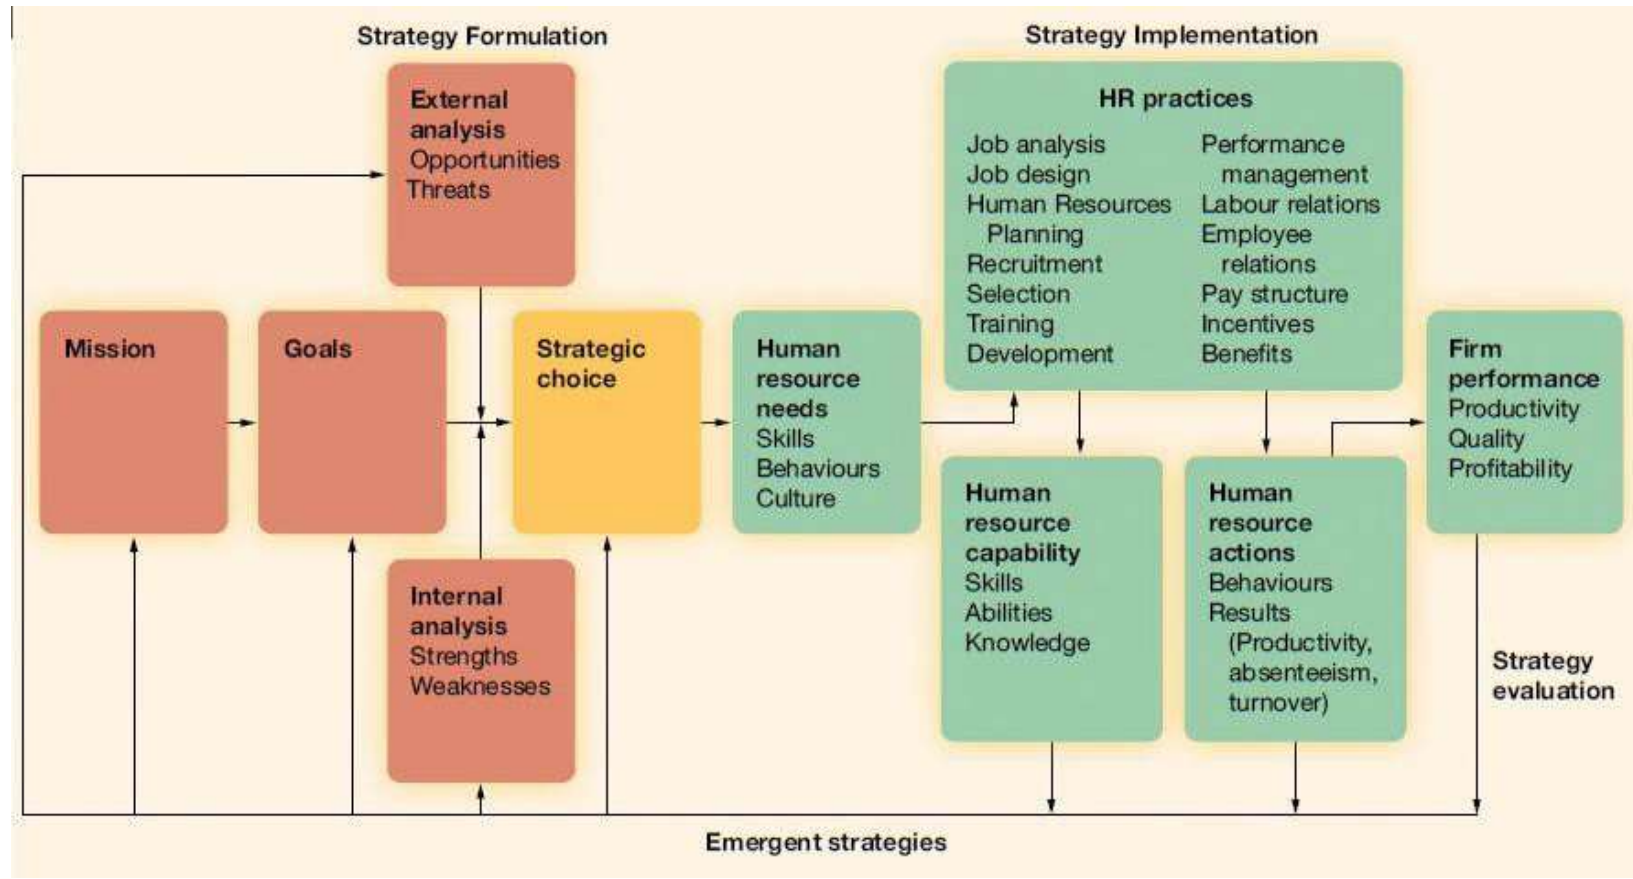 Strategy Formulation
Strategy Implementation
External
analysis
Opportunities
Threats
HR practices
Job analysis
Job design
Human Resources
Planning
Recruitment
Selection
Training
Development
Performance
management
Labour relations
Employee
relations
Pay structure
Incentives
Benefits
Mission
Goals
Strategic
choice
Human
resource
needs
Skills
Behaviours
Culture
Firm
performance
Productivity
Quality
Profitability
Internal
analysis
Strengths
Weaknesses
Human
resource
capability
Skills
Abilities
Knowledge
Human
resource
actions
Behaviours
Results
(Productivity,
absenteeism,
turnover)
Strategy
evaluation
Emergent strategies